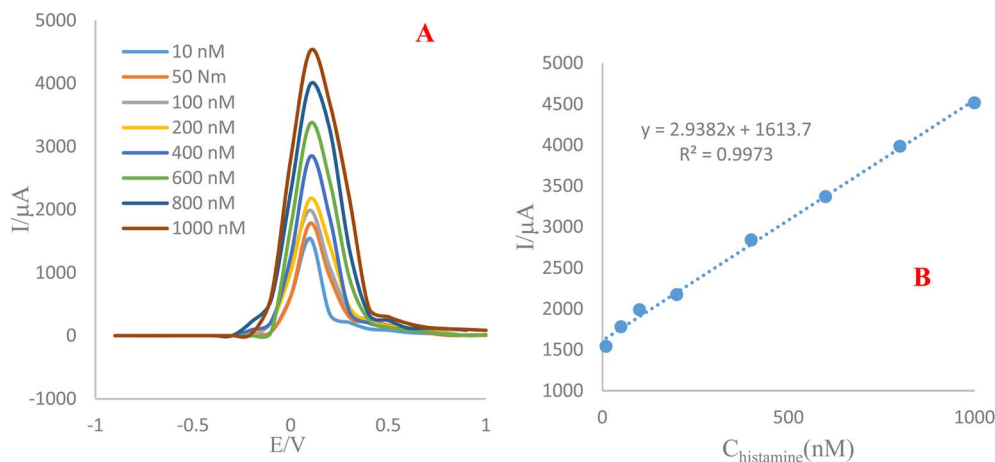 A
5000
4000
3000
2000
1000
0
-1000
I/µA
10 nM
50 Nm
100 nM
200 nM
400 nM
600 nM
800 nM
1000 nM
-1
-0.5
0
0.5
1
E/V
5000
4500
4000
3500
3000
2500
2000
1500
1000
I/µA
y = 2.9382x + 1613.7
R² = 0.9973
B
0
500
1000
Chistamine(nM)